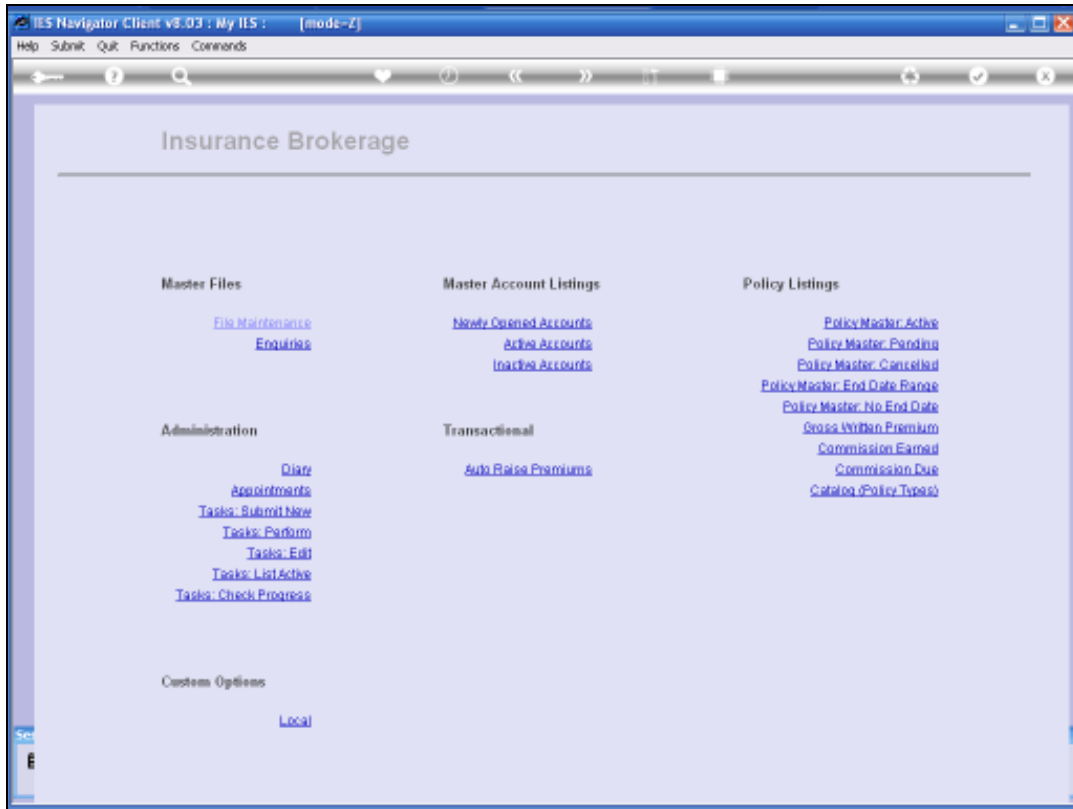 IES Navigator Client v8.03 : My IES : [mode=Z]
Help Submit Quit Functions Commands
Insurance Brokerage
Master Files
File Maintenance
Enquiries
Master Account Listings
Newly Opened Accounts
Active Accounts
Inactive Accounts
Policy Listings
Policy Master: Active
Policy Master: Pending
Policy Master: Cancelled
Policy Master: End Date Range
Policy Master: No End Date
Gross Written Premium
Commission Earned
Commission Due
Catalog (Policy Types)
Administration
Diary
Appointments
Tasks: Submit New
Tasks: Perform
Tasks: Edit
Tasks: List Active
Tasks: Check Progress
Transactional
Auto Raise Premiums
Custom Options
Local